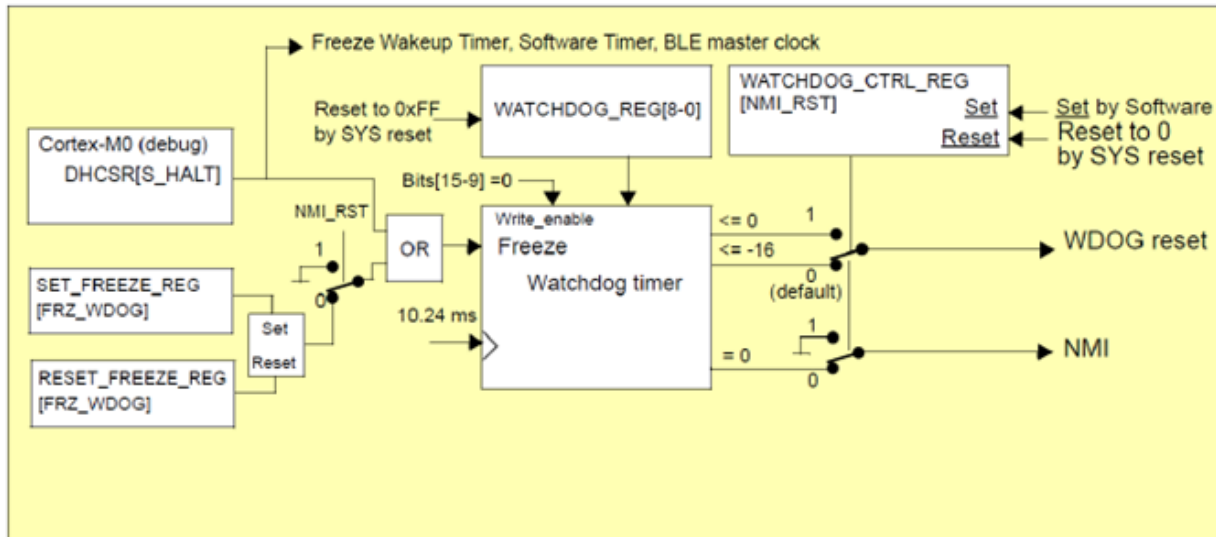 Freeze Wakeup Timer, Software Timer, BLE master clock
Reset to 0xFF
by SYS reset
WATCHDOG_REG[8-0]
WATCHDOG_CTRL_REG
[NMI_RST]
Set
Reset
Set by Software
Reset to 0
by SYS reset
Cortex-M0 (debug)
DHCSR[S_HALT]
Bits[15-9] =0
NMI_RST
1
0
OR
Write_enable
Freeze
Watchdog timer
10.24 ms
<= 0
<= -16
= 0
1
0
(default)
WDOG reset
1
0
NMI
SET_FREEZE_REG
[FRZ_WDOG]
Set
Reset
RESET_FREEZE_REG
[FRZ_WDOG]